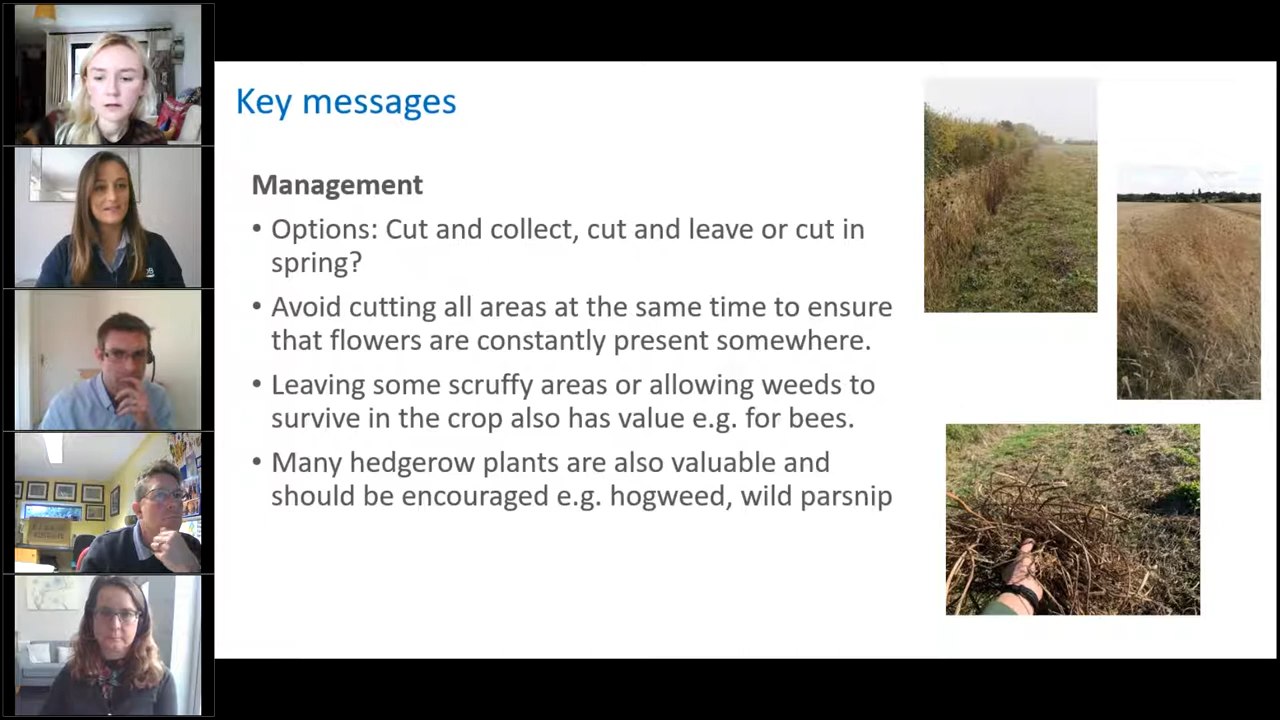 Key messages
Management
• Options: Cut and collect, cut and leave or cut in
spring?
• Avoid cutting all areas at the same time to ensure
that flowers are constantly present somewhere.
• Leaving some scruffy areas or allowing weeds to
survive in the crop also has value e.g. for bees.
• Many hedgerow plants are also valuable and
should be encouraged e.g. hogweed, wild parsnip